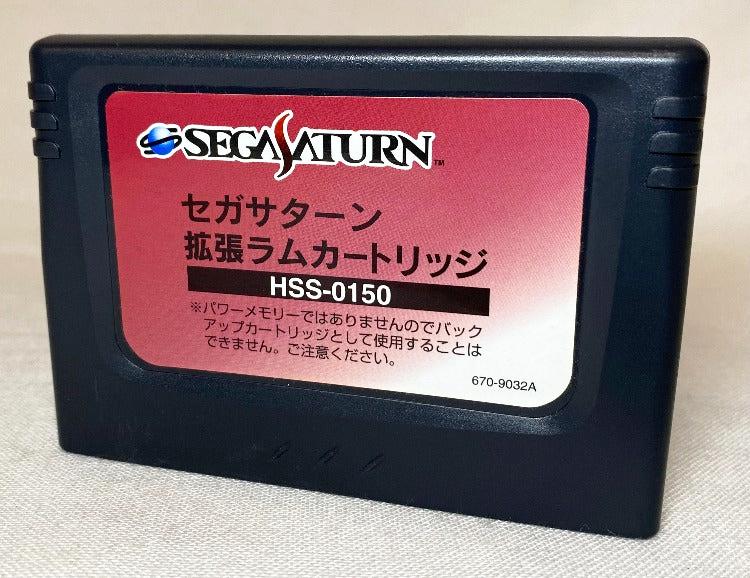 SEGA SATURN™
セガサターン
拡張ラムカートリッジ
HSS-0150
※パワーメモリーではありませんのでバック
アップカートリッジとして使用することは
できません。ご注意ください。
670-9032A